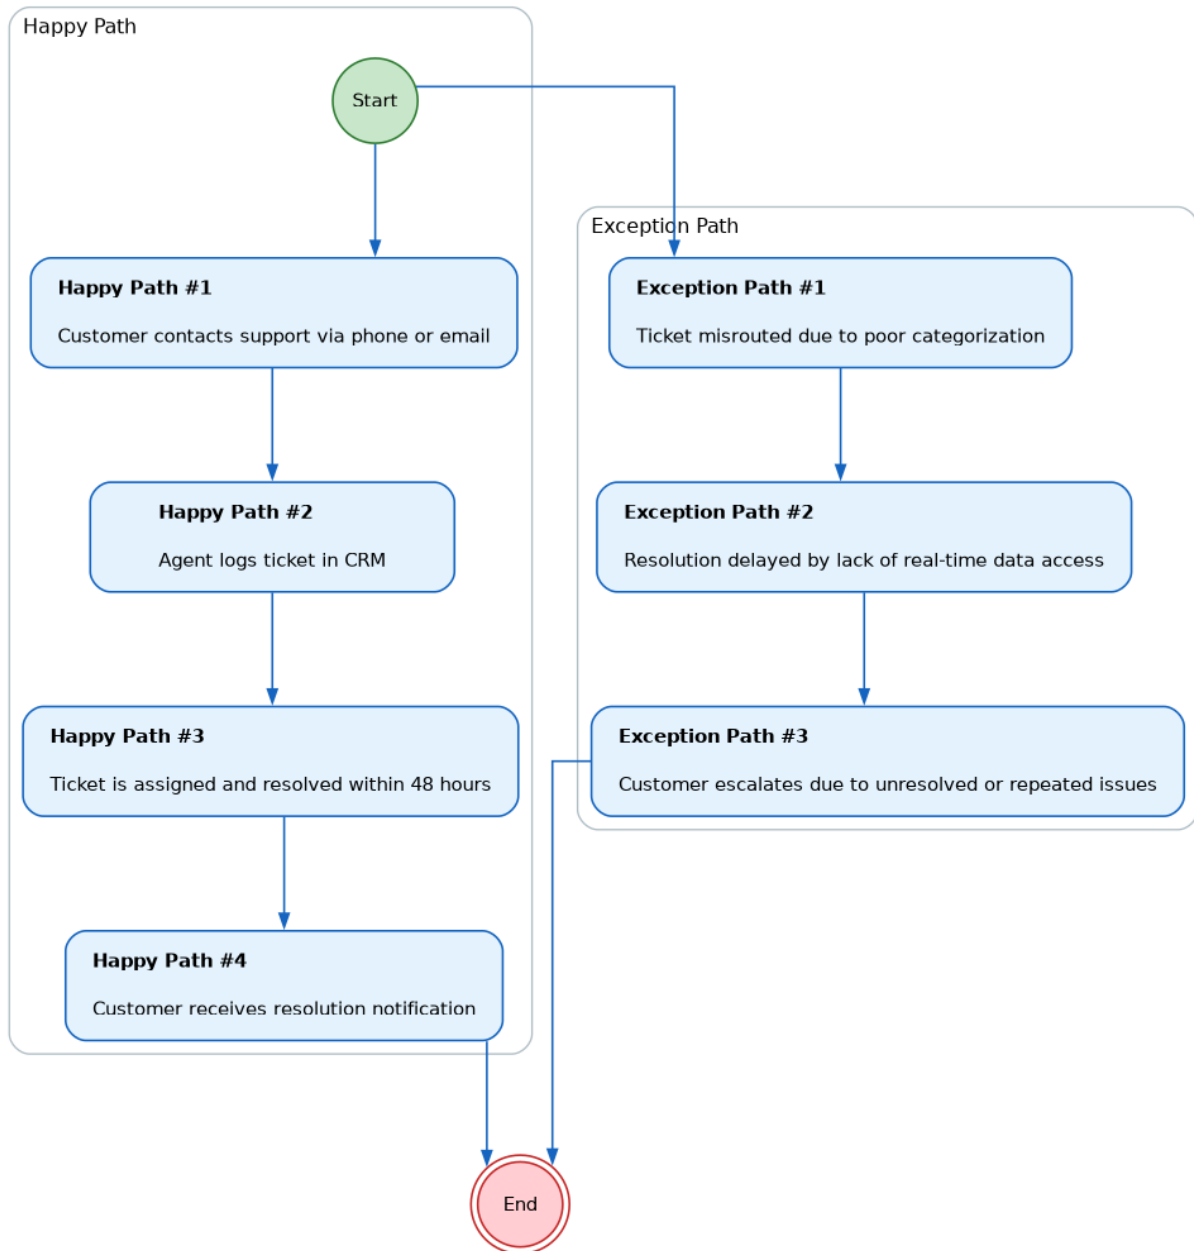 Happy Path
Start
Happy Path #1
Customer contacts support via phone or email
Happy Path #2
Agent logs ticket in CRM
Happy Path #3
Ticket is assigned and resolved within 48 hours
Happy Path #4
Customer receives resolution notification
Exception Path
Exception Path #1
Ticket misrouted due to poor categorization
Exception Path #2
Resolution delayed by lack of real-time data access
Exception Path #3
Customer escalates due to unresolved or repeated issues
End